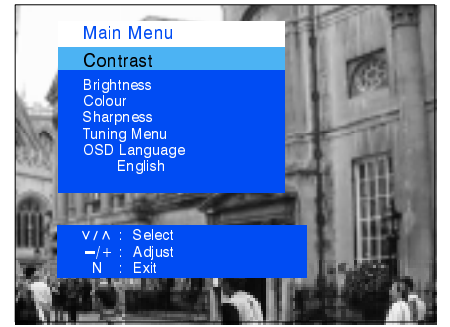 Main Menu
Contrast
Brightness
Colour
Sharpness
Tuning Menu
OSD Language
English
∨/∧ : Select
−/+ : Adjust
N : Exit